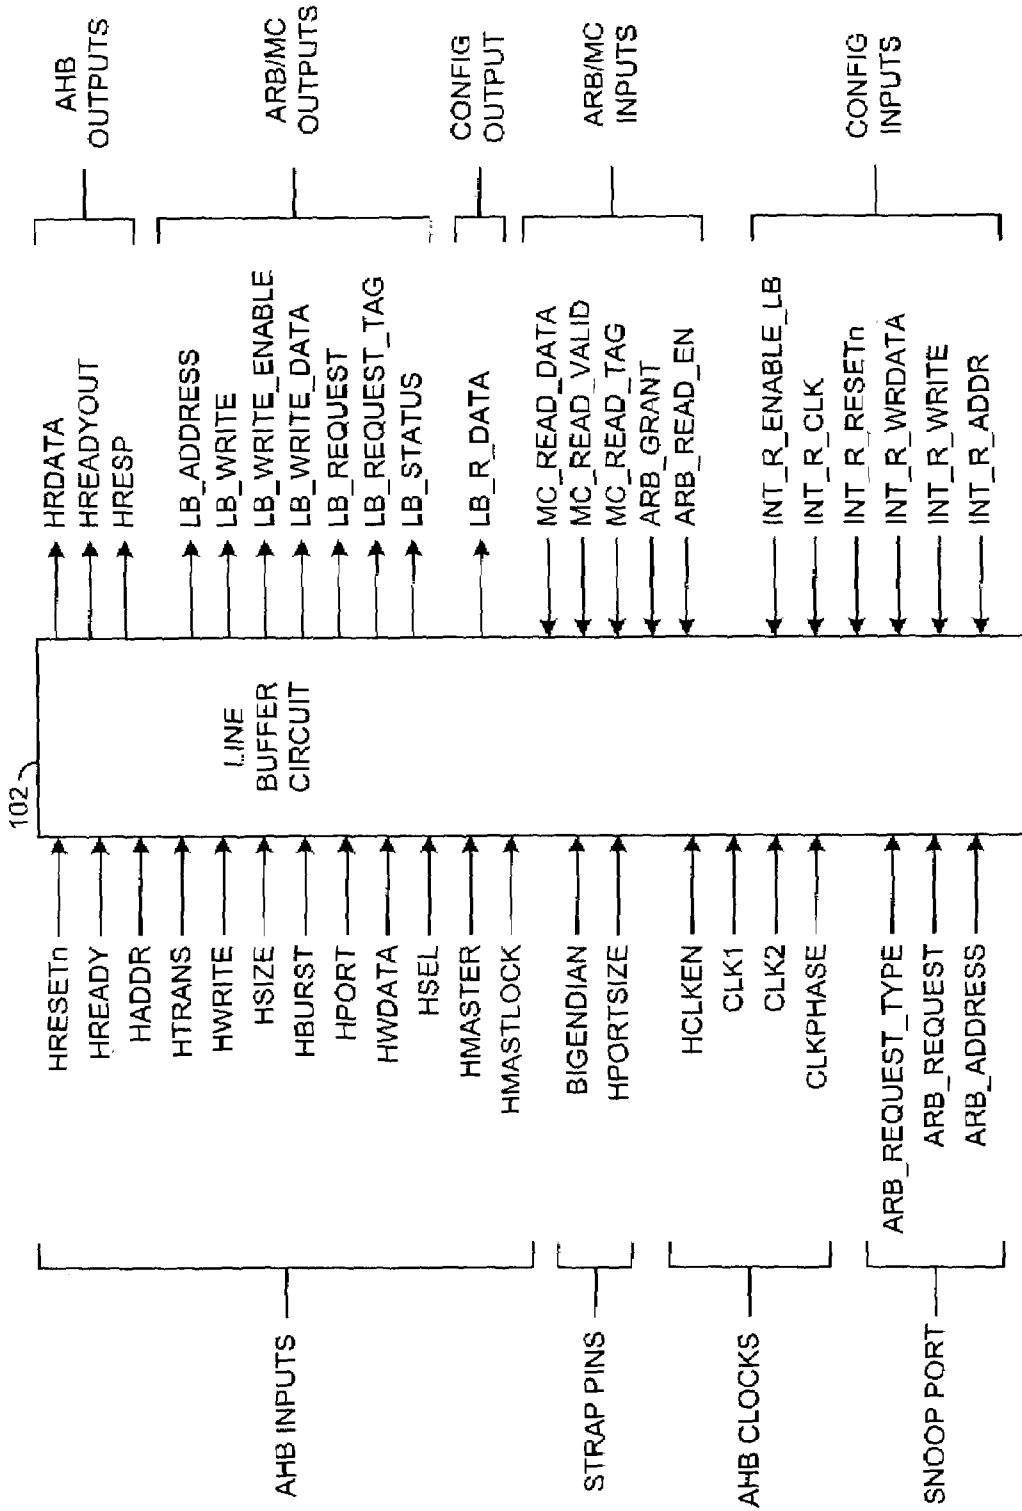 102
LINE
BUFFER
CIRCUIT
AHB INPUTS
HRESETn
HREADY
HADDR
HTRANS
HWRITE
HSIZE
HBURST
HPORT
HWDATA
HSEL
HMASTER
HMASTLOCK
STRAP PINS
BIGENDIAN
HPORTSIZE
AHB CLOCKS
HCLKEN
CLK1
CLK2
CLKPHASE
SNOOP PORT
ARB_REQUEST_TYPE
ARB_REQUEST
ARB_ADDRESS
HRDATA
HREADYOUT
HRESP
AHB
OUTPUTS
LB_ADDRESS
LB_WRITE
LB_WRITE_ENABLE
LB_WRITE_DATA
LB_REQUEST
LB_REQUEST_TAG
LB_STATUS
ARB/MC
OUTPUTS
LB_R_DATA
CONFIG
OUTPUT
MC_READ_DATA
MC_READ_VALID
MC_READ_TAG
ARB_GRANT
ARB_READ_EN
ARB/MC
INPUTS
INT_R_ENABLE_LB
INT_R_CLK
INT_R_RESETn
INT_R_WRDATA
INT_R_WRITE
INT_R_ADDR
CONFIG
INPUTS